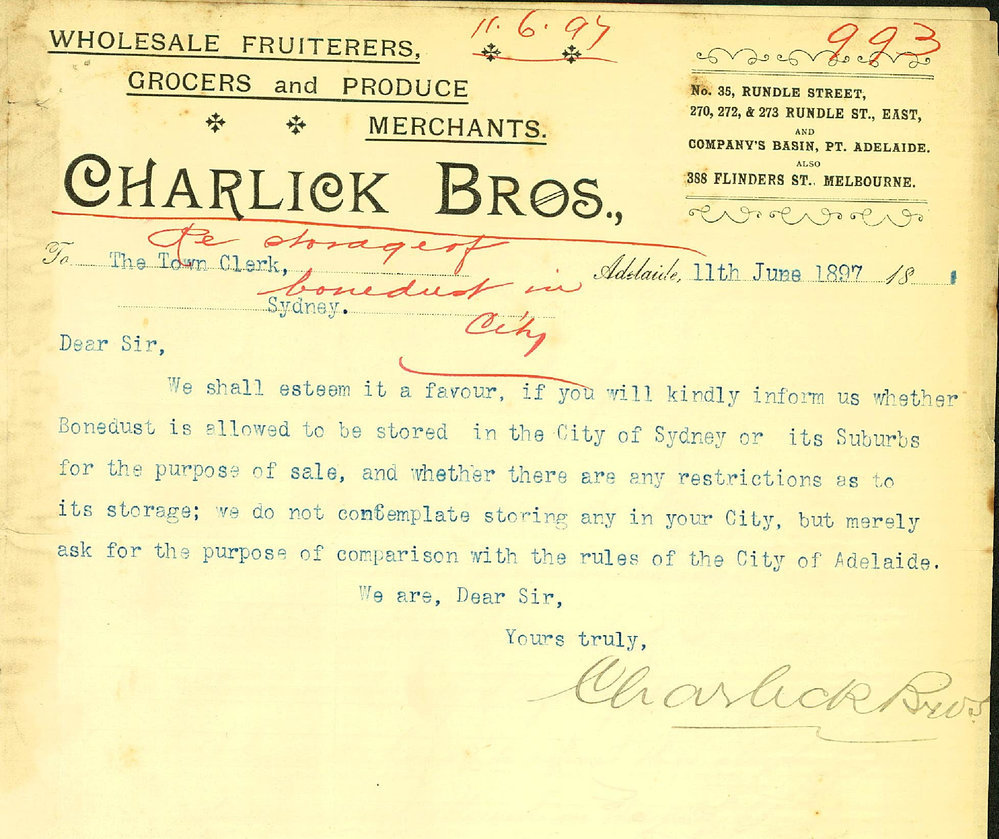 11.6.97
993
WHOLESALE FRUITERERS,
GROCERS and PRODUCE
MERCHANTS.
CHARLICK BROS.,
No. 35, RUNDLE STREET,
270, 272, & 273 RUNDLE ST., EAST,
AND
COMPANY'S BASIN, PT. ADELAIDE.
ALSO
388 FLINDERS ST., MELBOURNE.
Re storage of
bonedust in
City
To The Town Clerk,
Sydney.
Adelaide, 11th June 1897 18
Dear Sir,
We shall esteem it a favour, if you will kindly inform us whether
Bonedust is allowed to be stored in the City of Sydney or its Suburbs
for the purpose of sale, and whether there are any restrictions as to
its storage; we do not contemplate storing any in your City, but merely
ask for the purpose of comparison with the rules of the City of Adelaide.
We are, Dear Sir,
Yours truly,
Charlick Bros